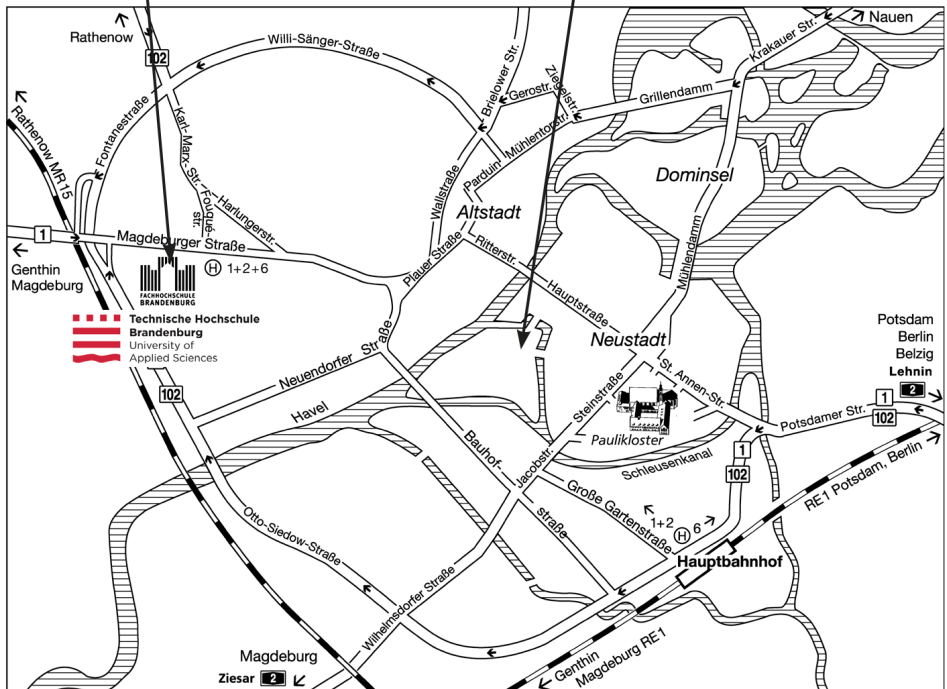 Rathenow
102
Willi-Sänger-Straße
Brielower Str.
Krakauer Str.
Nauen
Ziegelstr.
Gerostr.
Grillendamm
Rathenow MR15
Fontanestraße
Karl-Marx-Str.
Mühlentorstr.
Parduin
Dominsel
Wallstraße
Fouqué-
str.
Harlungerstr.
Altstadt
1
Magdeburger Straße
Plauer Straße
Ritterstr.
Mühlendamm
Genthin
Magdeburg
H 1+2+6
FACHHOCHSCHULE
BRANDENBURG
Hauptstraße
Technische Hochschule
Brandenburg
University of
Applied Sciences
Neustadt
Potsdam
Berlin
Belzig
Lehnin
2
Neuendorfer Straße
St. Annen-Str.
102
Havel
Steinstraße
1
102
Potsdamer Str.
Paulikloster
Bauhof-
straße
Jacobstr.
Schleusenkanal
1
102
RE1 Potsdam, Berlin
Große Gartenstraße
1+2 H 6
Otto-Siedow-Straße
Hauptbahnhof
Wilhelmsdorfer Straße
Magdeburg
Ziesar 2
Genthin
Magdeburg RE1